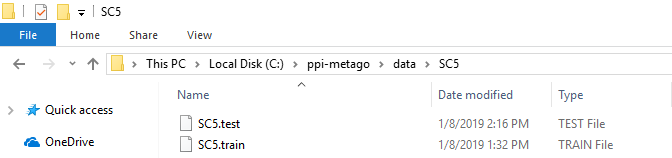 SC5
File Home Share View
This PC Local Disk (C:) ppi-metago data SC5
Quick access
OneDrive
Name Date modified Type
SC5.test 1/8/2019 2:16 PM TEST File
SC5.train 1/8/2019 1:32 PM TRAIN File